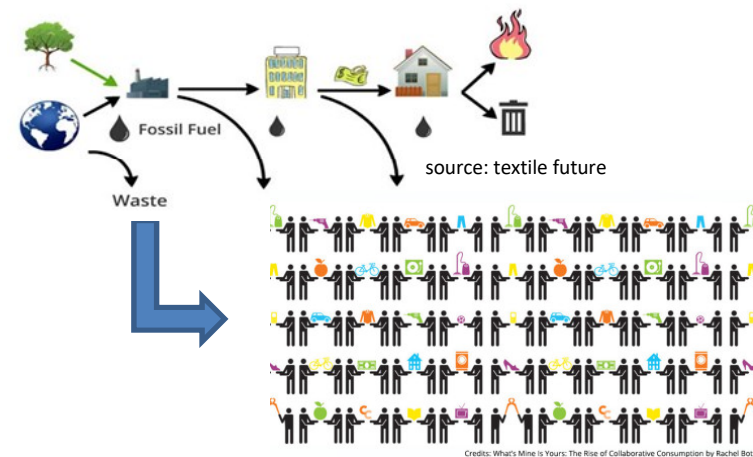 Fossil Fuel
source: textile future
Waste
Credits: What's Mine Is Yours: The Rise of Collaborative Consumption by Rachel Bot